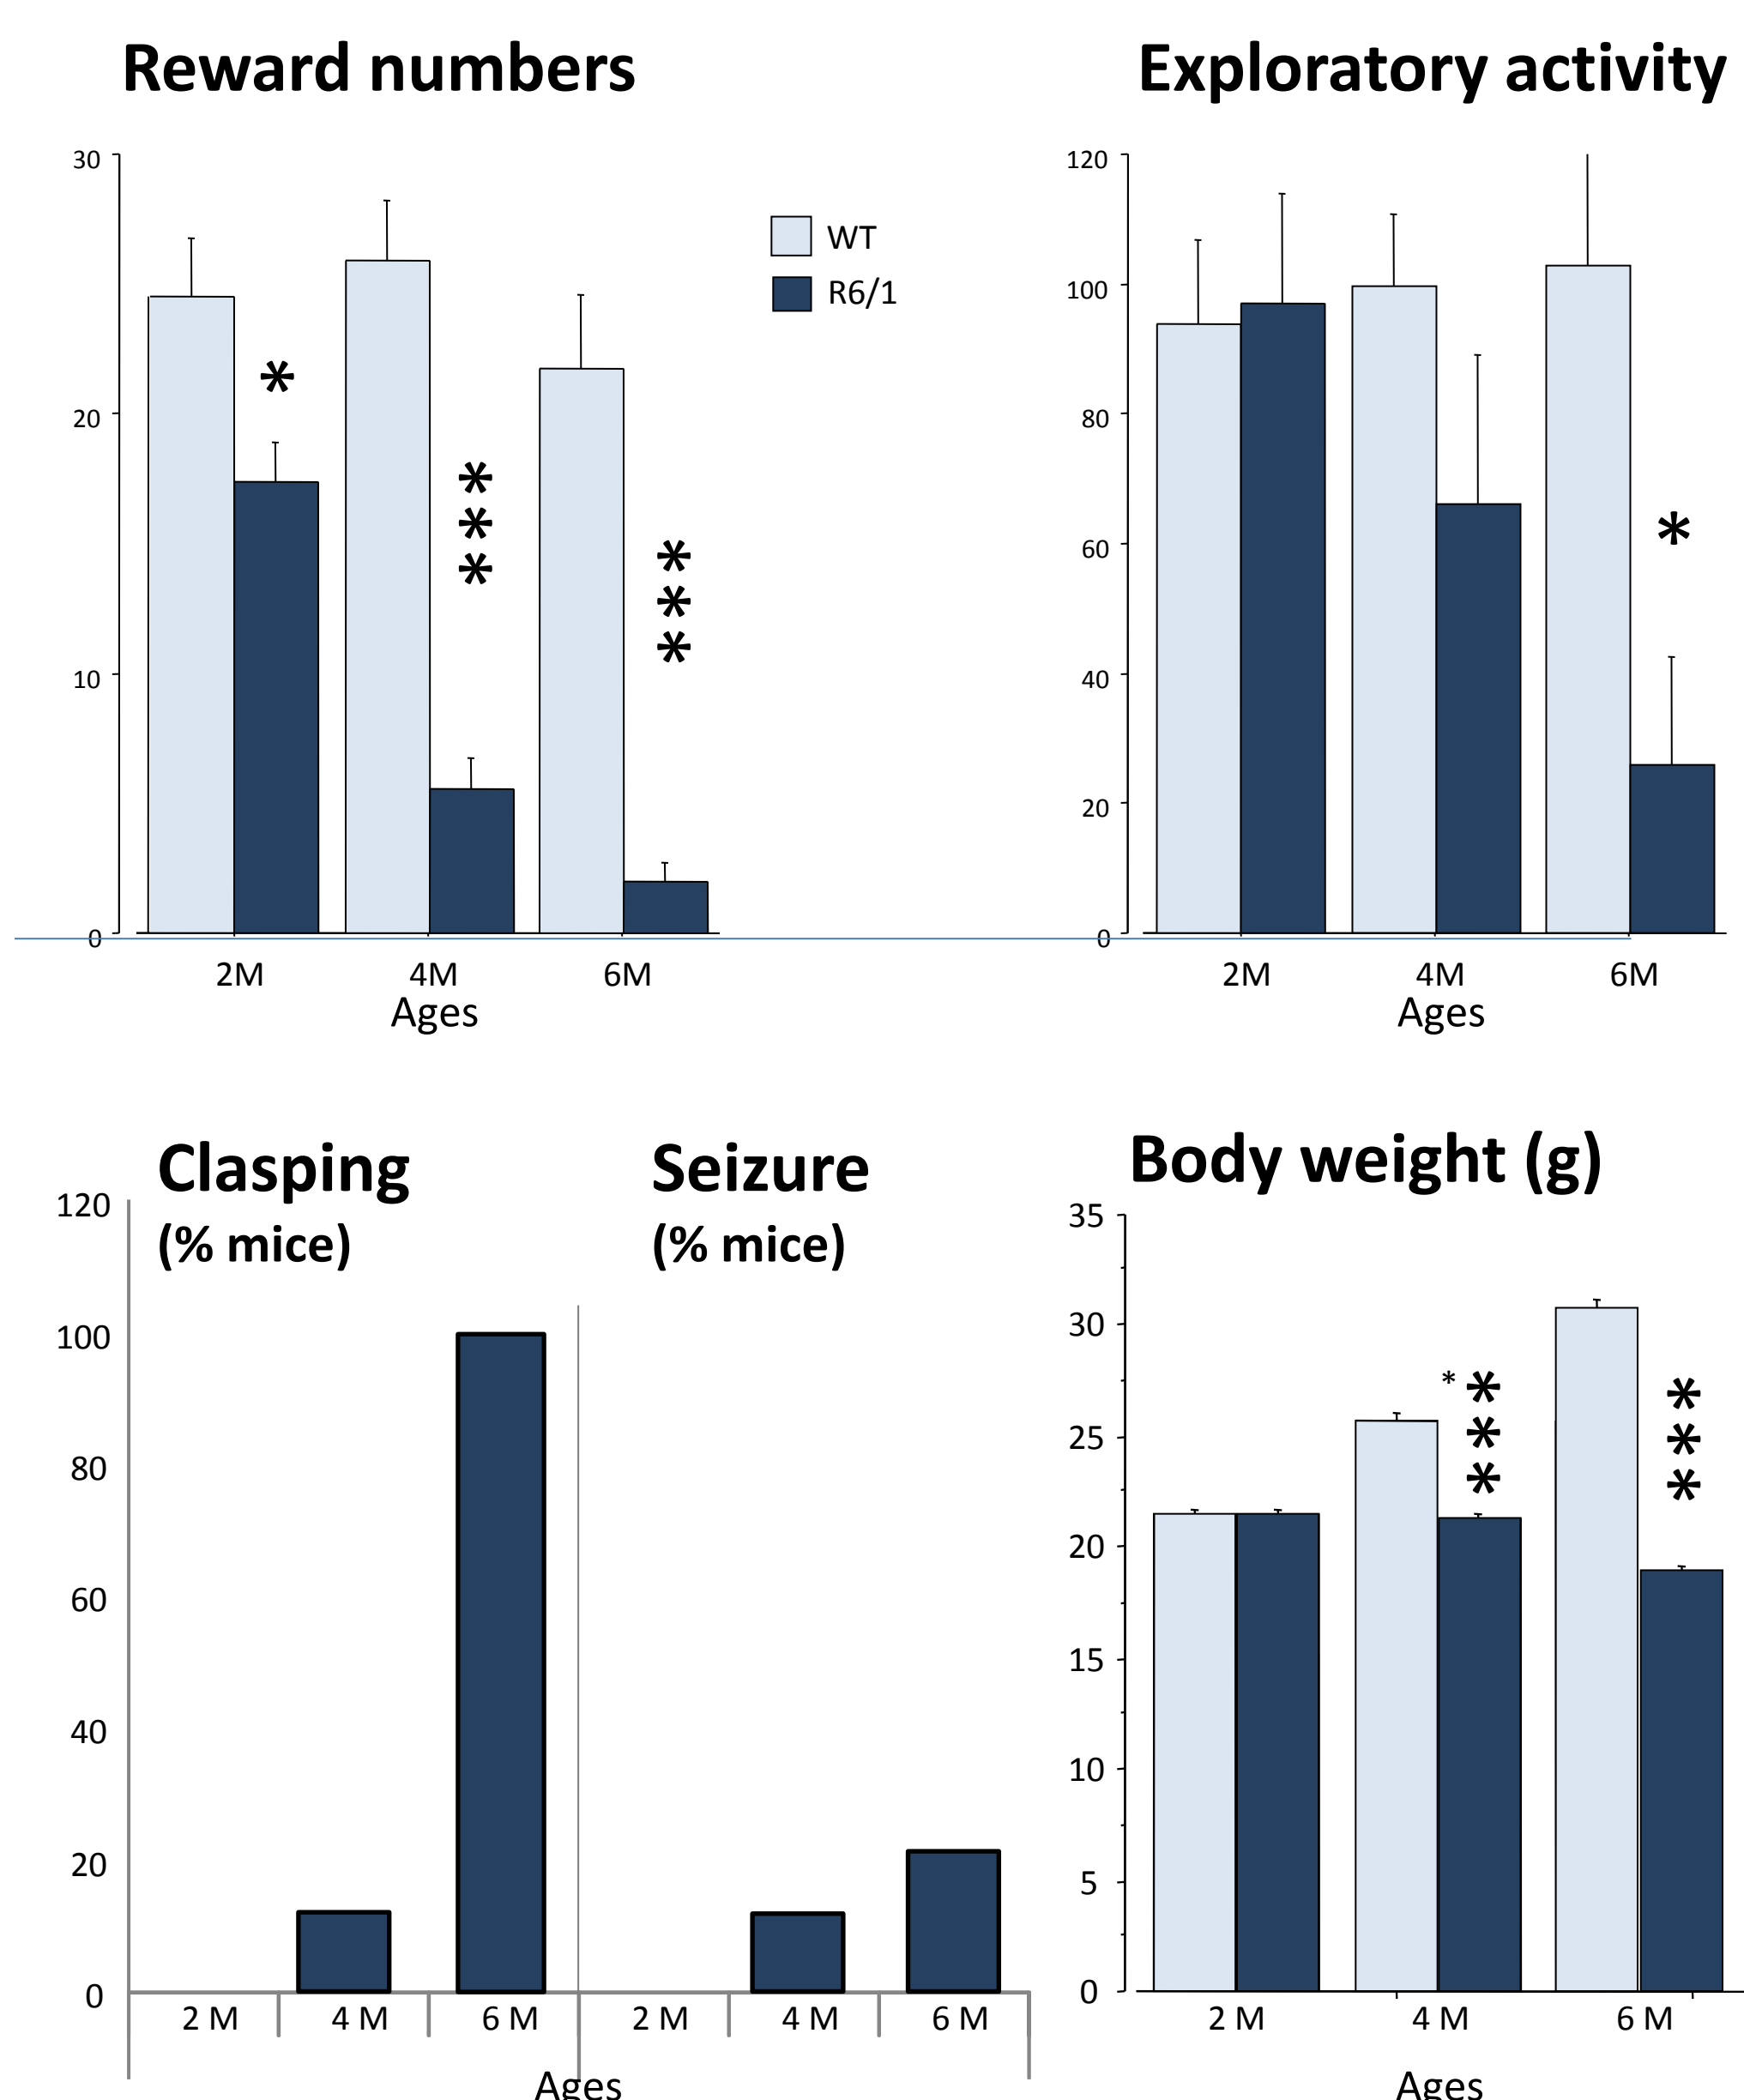 Reward numbers
30
20
10
0
*
***
***
2M 4M 6M
Ages
WT
R6/1
Exploratory activity
120
100
80
60
40
20
0
*
2M 4M 6M
Ages
Clasping
(% mice)
Seizure
(% mice)
120
100
80
60
40
20
0
2 M 4 M 6 M 2 M 4 M 6 M
Ages
Body weight (g)
35
30
25
20
15
10
5
0
* ***
***
2 M 4 M 6 M
Ages